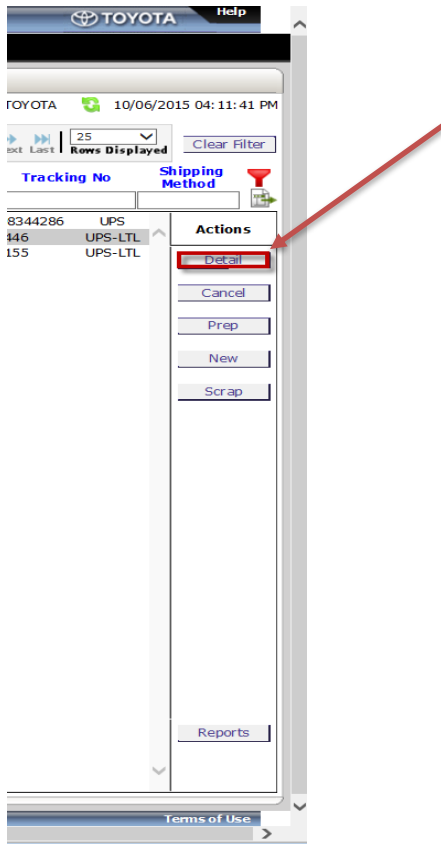 TOYOTA Help
TOYOTA 10/06/2015 04:11:41 PM
ext Last 25 Rows Displayed Clear Filter
Tracking No Shipping Method
8344286 UPS
446 UPS-LTL
155 UPS-LTL
Actions
Detail
Cancel
Prep
New
Scrap
Reports
Terms of Use